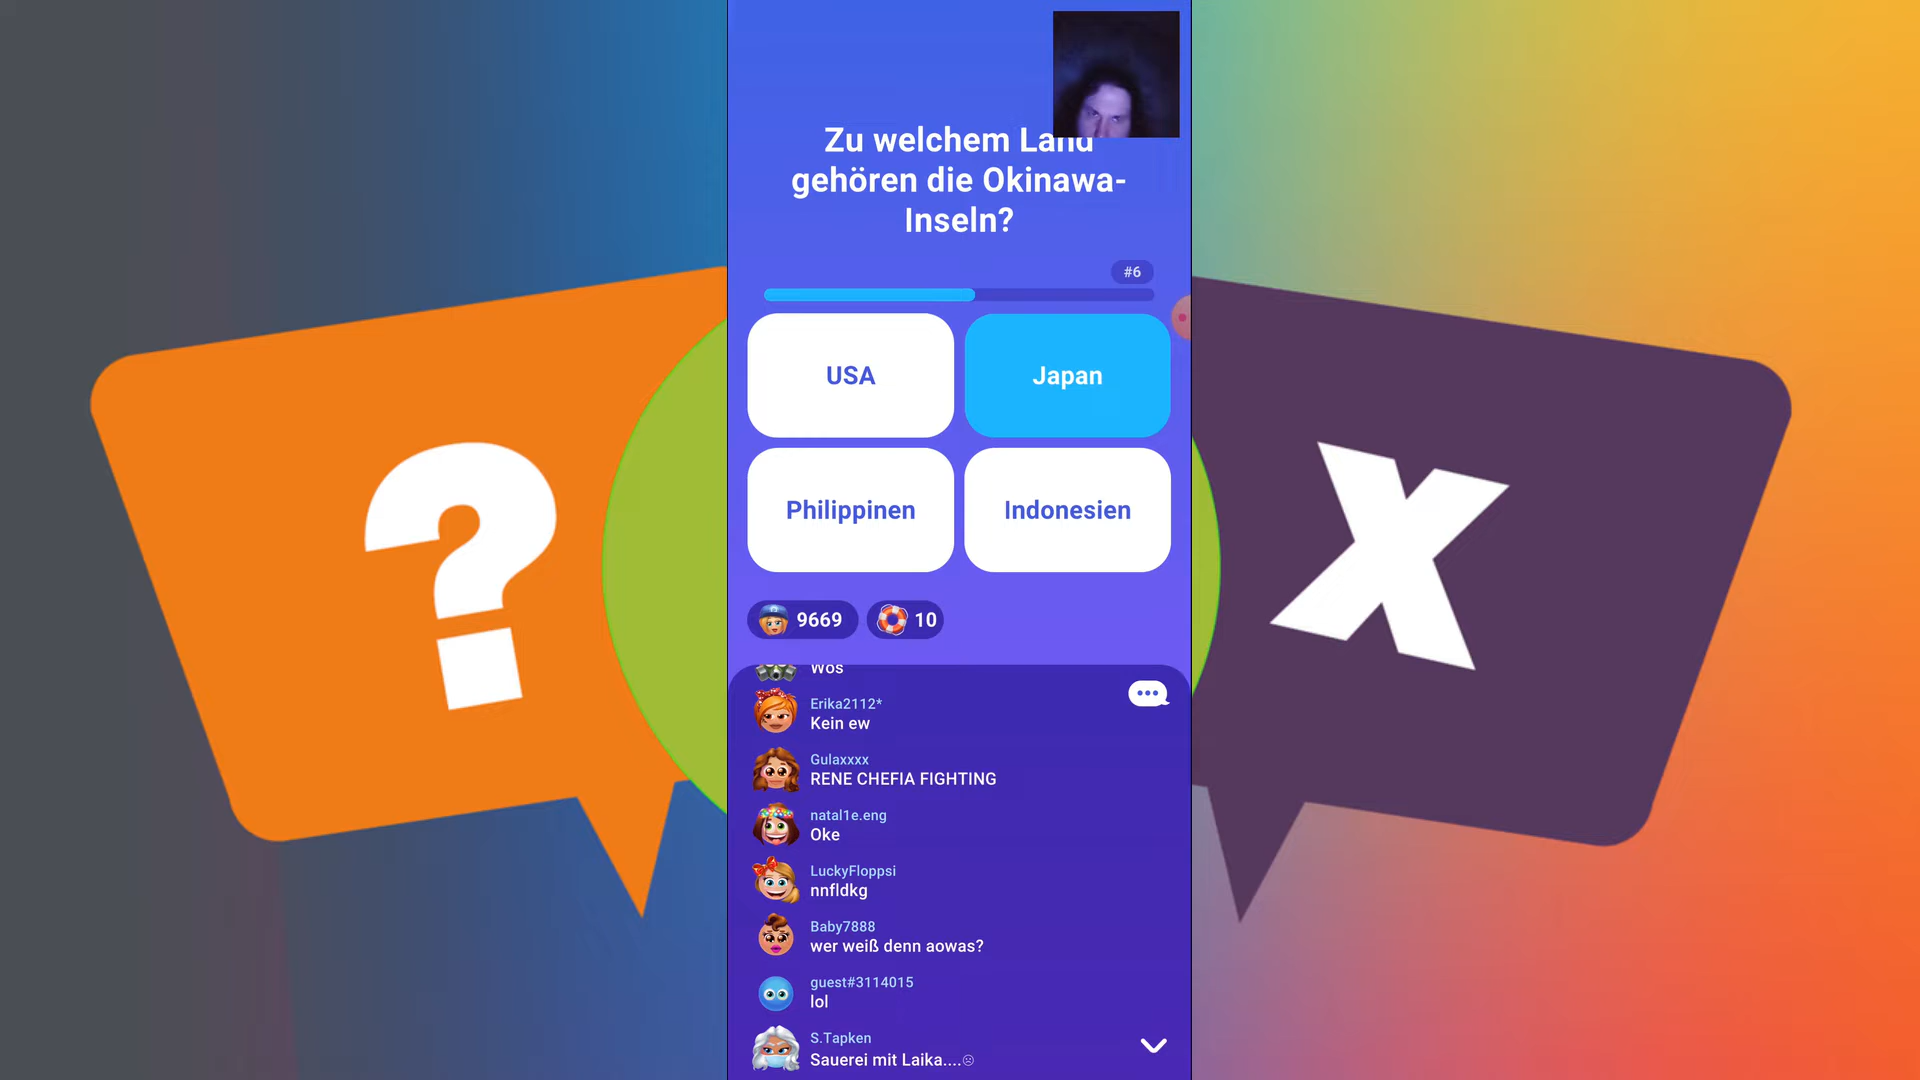 Zu welchem Land
gehören die Okinawa-
Inseln?
#6
USA
Japan
Philippinen
Indonesien
9669
10
?
X
Wos
Erika2112*
Kein ew
Gulaxxxx
RENE CHEFIA FIGHTING
natal1e.eng
Oke
LuckyFloppsi
nnfldkg
Baby7888
wer weiß denn aowas?
guest#3114015
lol
S.Tapken
Sauerei mit Laika....☹